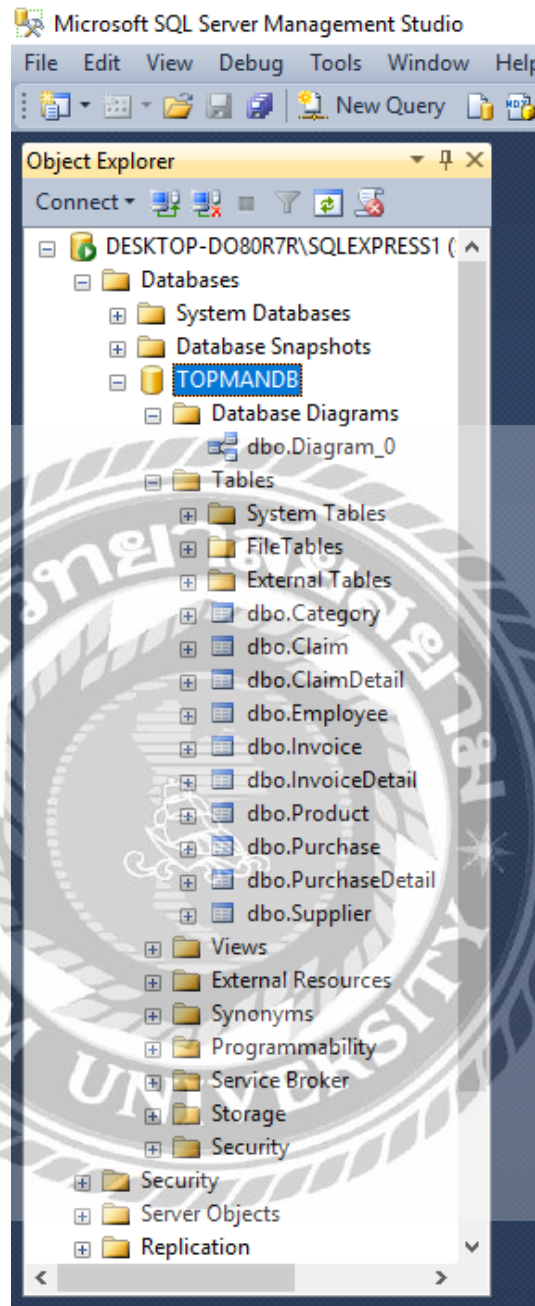 Microsoft SQL Server Management Studio
File Edit View Debug Tools Window Help
New Query
Object Explorer
Connect
DESKTOP-DO80R7R\SQLEXPRESS1 (
Databases
System Databases
Database Snapshots
TOPMANDB
Database Diagrams
dbo.Diagram_0
Tables
System Tables
FileTables
External Tables
dbo.Category
dbo.Claim
dbo.ClaimDetail
dbo.Employee
dbo.Invoice
dbo.InvoiceDetail
dbo.Product
dbo.Purchase
dbo.PurchaseDetail
dbo.Supplier
Views
External Resources
Synonyms
Programmability
Service Broker
Storage
Security
Security
Server Objects
Replication
UNIVERSITY